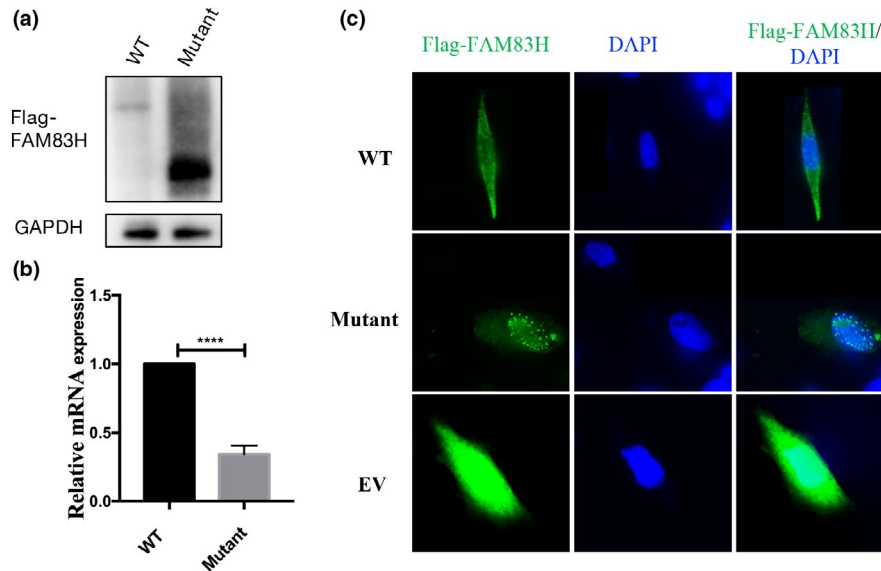 (a)
WT
Mutant
Flag-
FAM83H
GAPDH
(b)
Relative mRNA expression
1.5
1.0
0.5
0.0
****
WT
Mutant
(c)
Flag-FAM83H
DAPI
Flag-FAM83II/
DAPI
WT
Mutant
EV